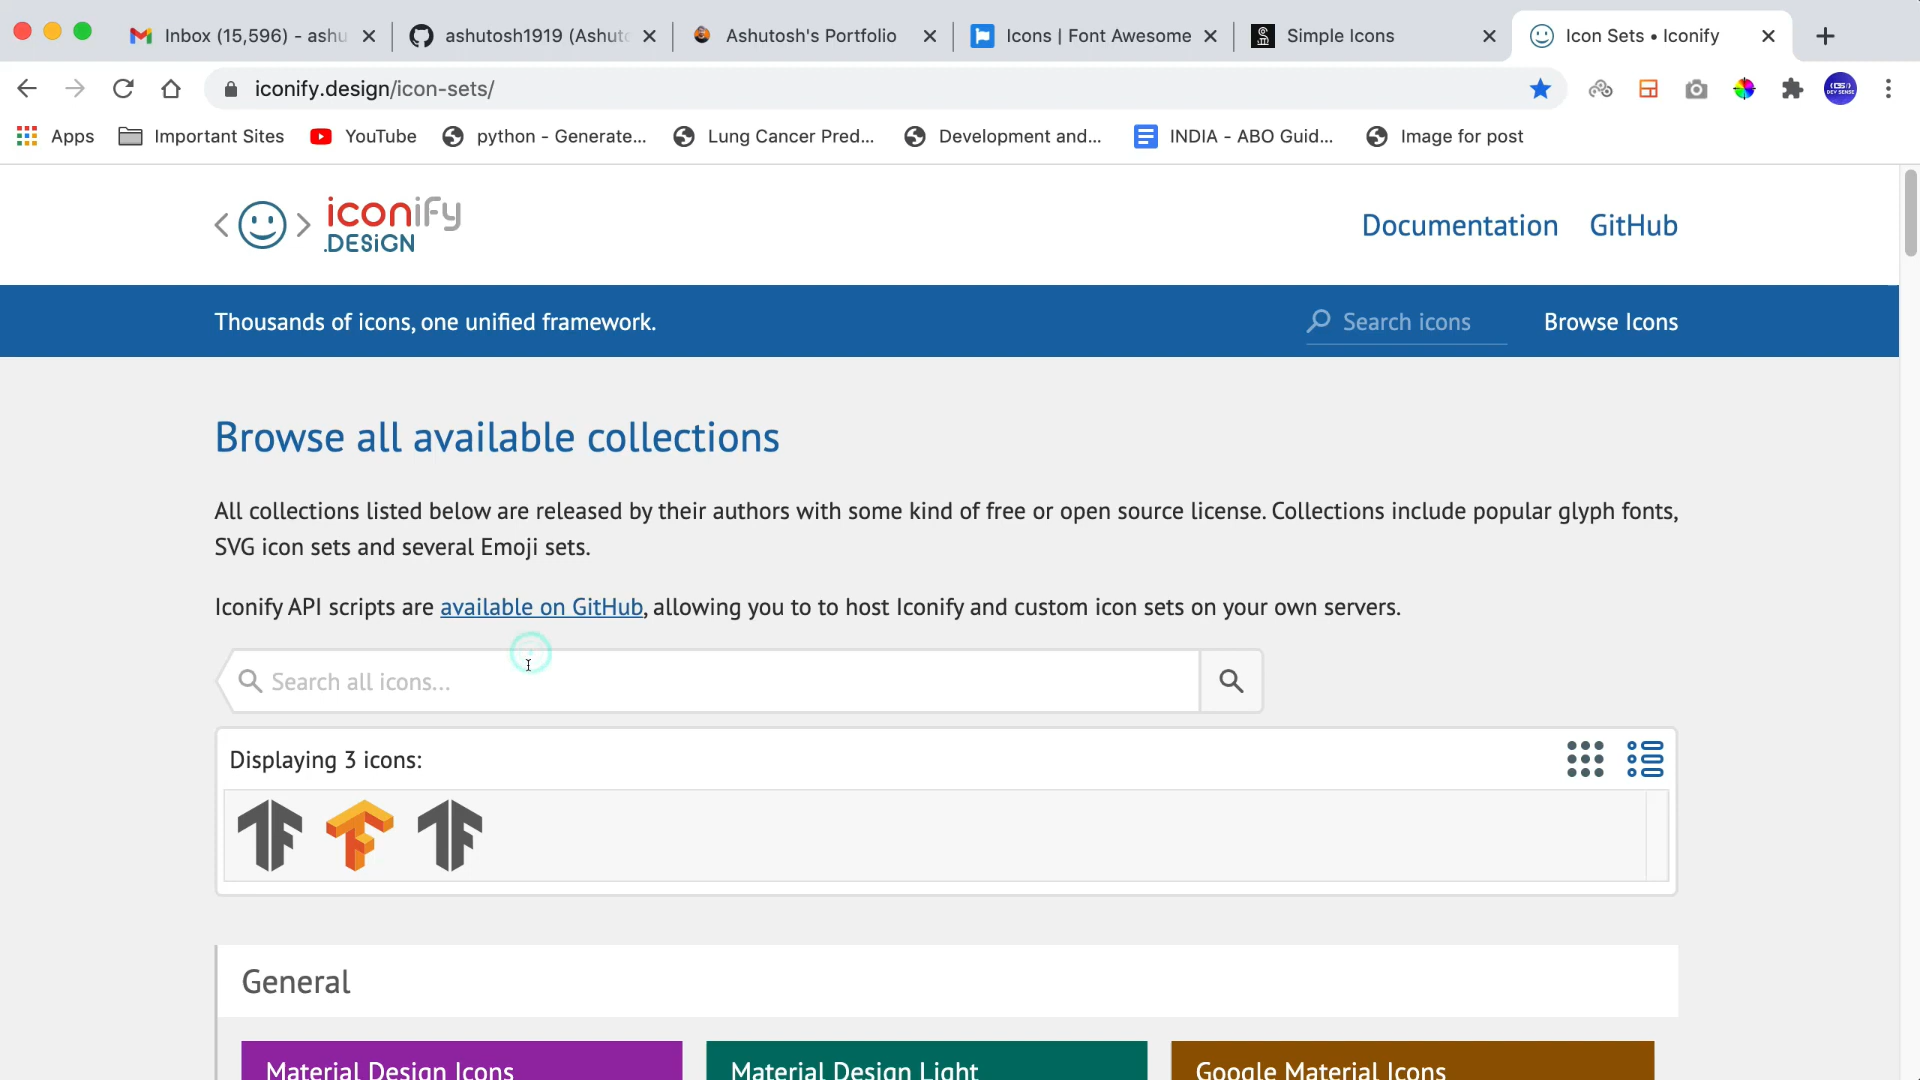 Inbox (15,596) - ashu
ashutosh1919 (Ashuto
Ashutosh's Portfolio
Icons | Font Awesome
Simple Icons
Icon Sets • Iconify
iconify.design/icon-sets/
Apps
Important Sites
YouTube
python - Generate...
Lung Cancer Pred...
Development and...
INDIA - ABO Guid...
Image for post
iconify
.DESiGN
Documentation
GitHub
Thousands of icons, one unified framework.
Search icons
Browse Icons
Browse all available collections
All collections listed below are released by their authors with some kind of free or open source license. Collections include popular glyph fonts,
SVG icon sets and several Emoji sets.
Iconify API scripts are available on GitHub, allowing you to to host Iconify and custom icon sets on your own servers.
Search all icons...
Displaying 3 icons:
General
Material Design Icons
Material Design Light
Google Material Icons